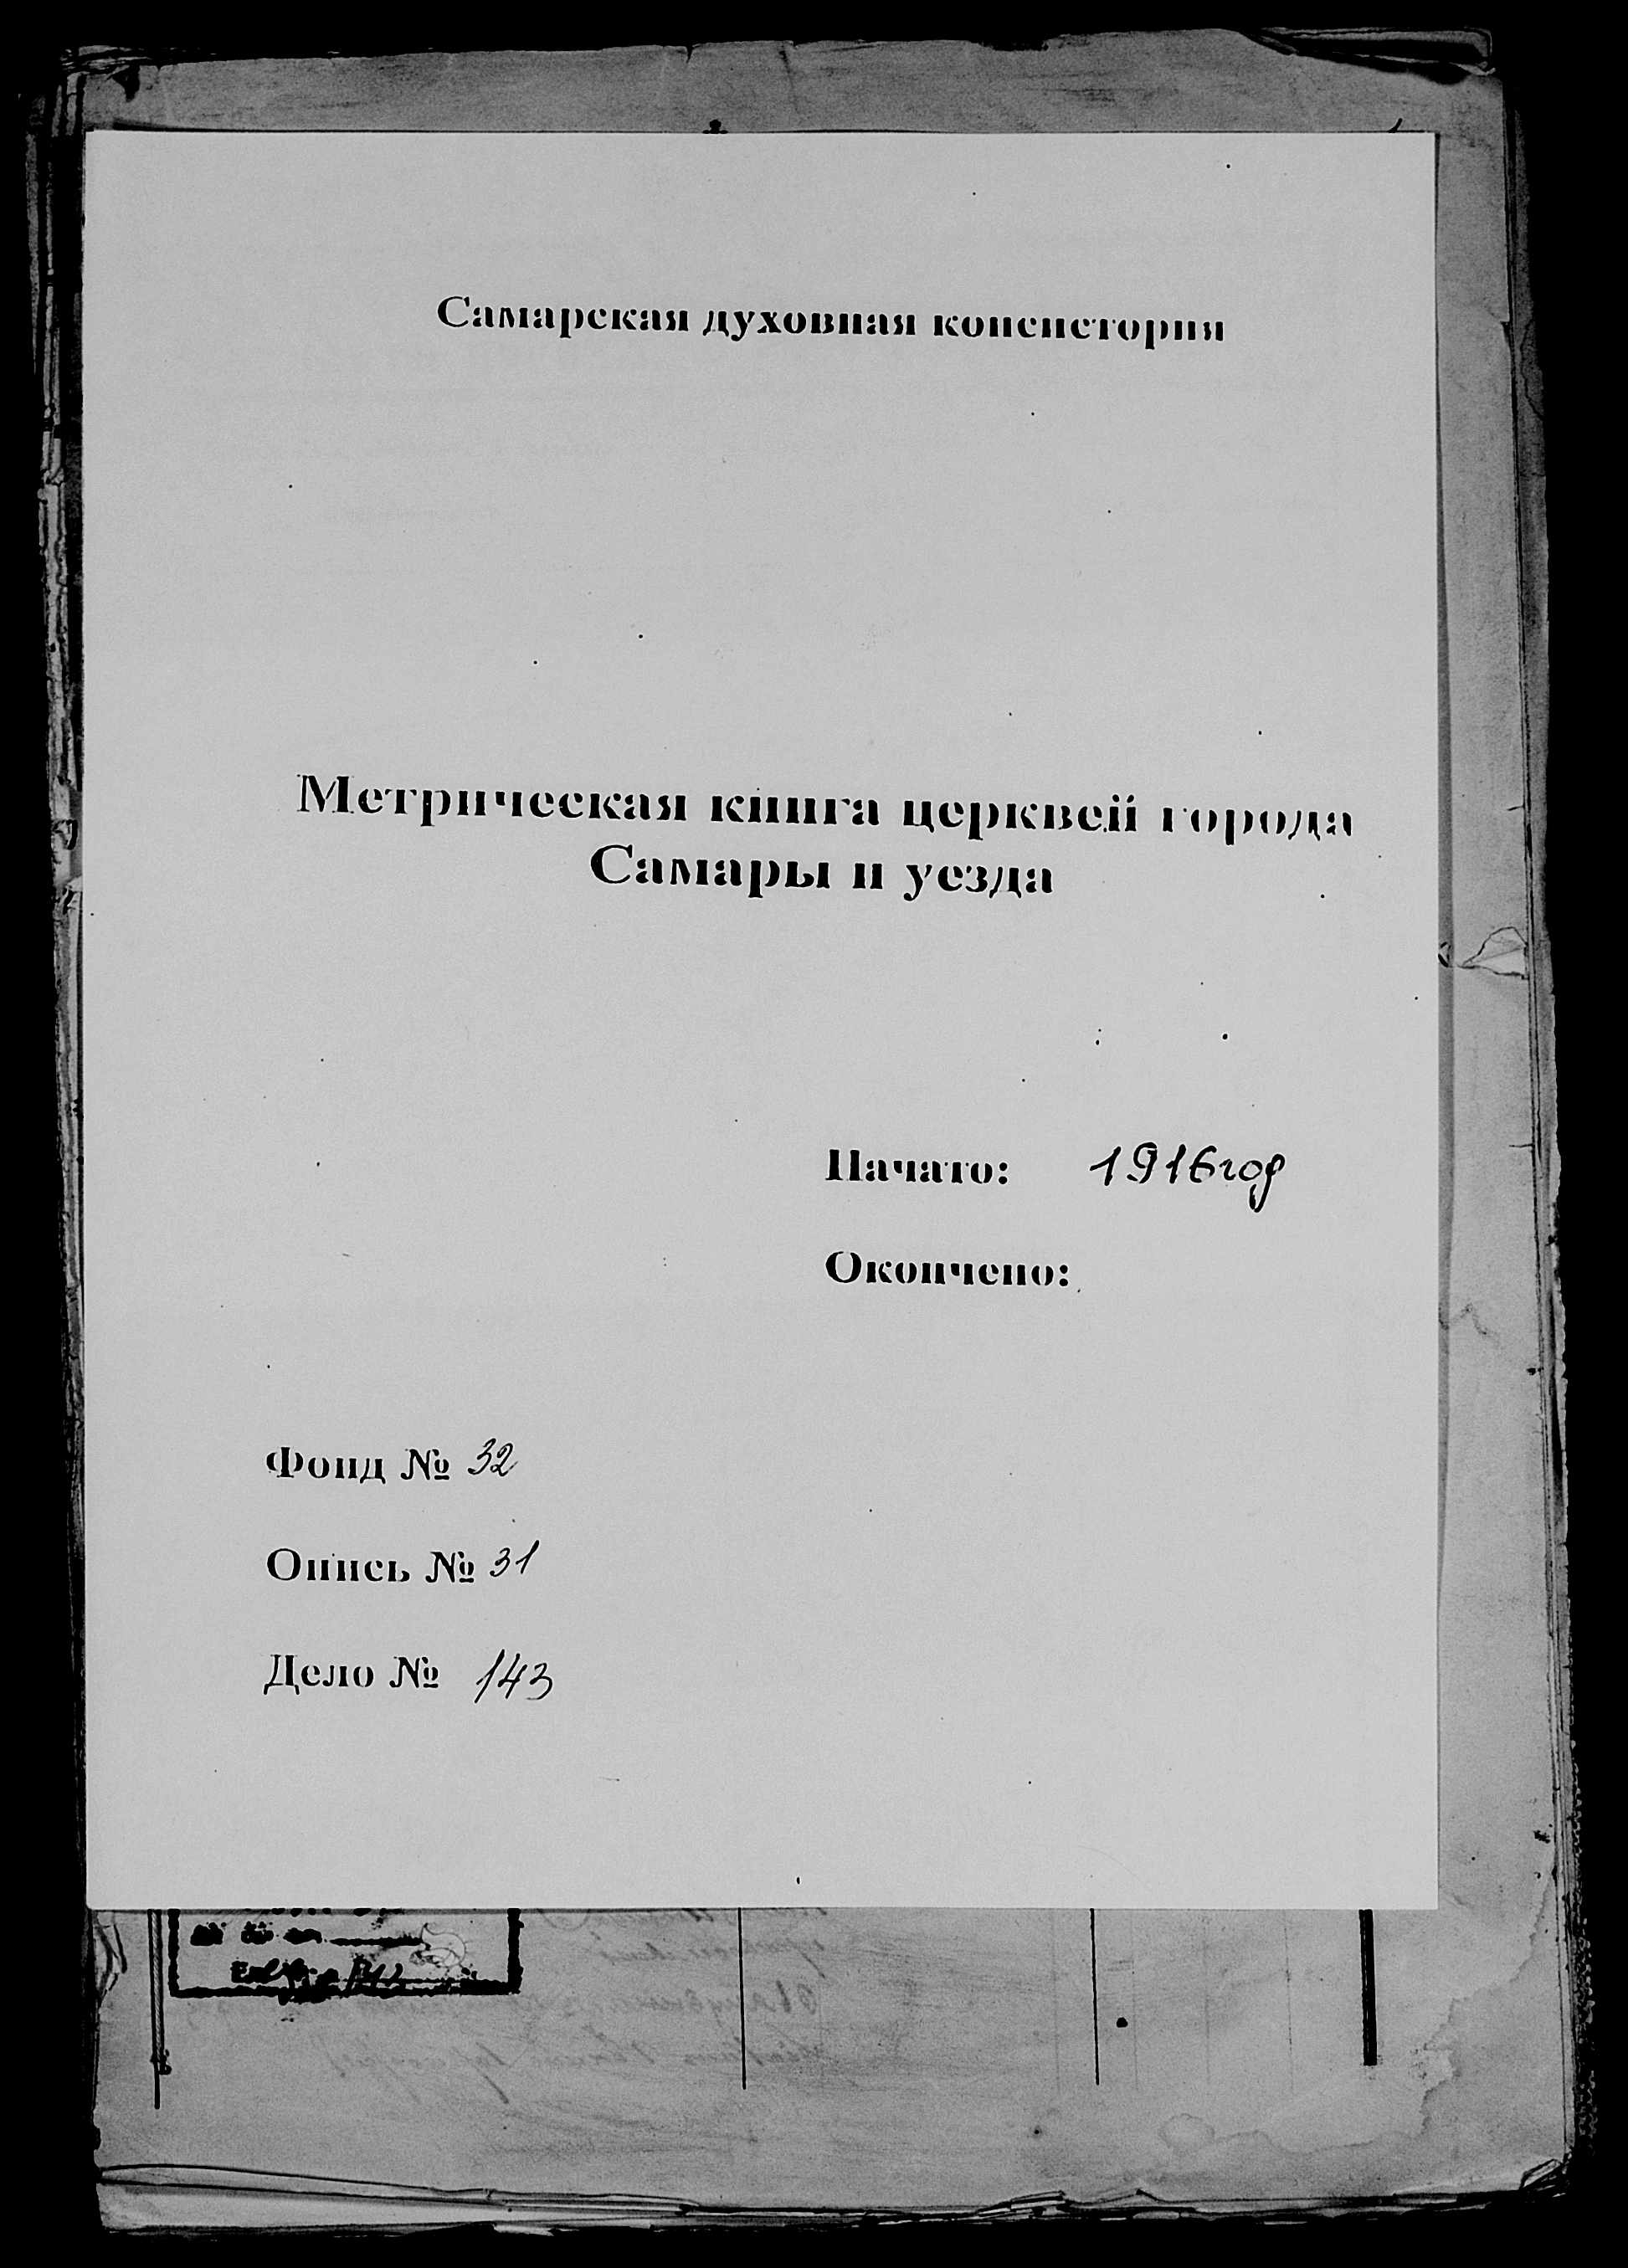 Самарская духовная консистория
Метрическая книга церквей города
Самары и уезда
Начато: 1916 год
Окончено:
Фонд № 32
Опись № 31
Дело № 143